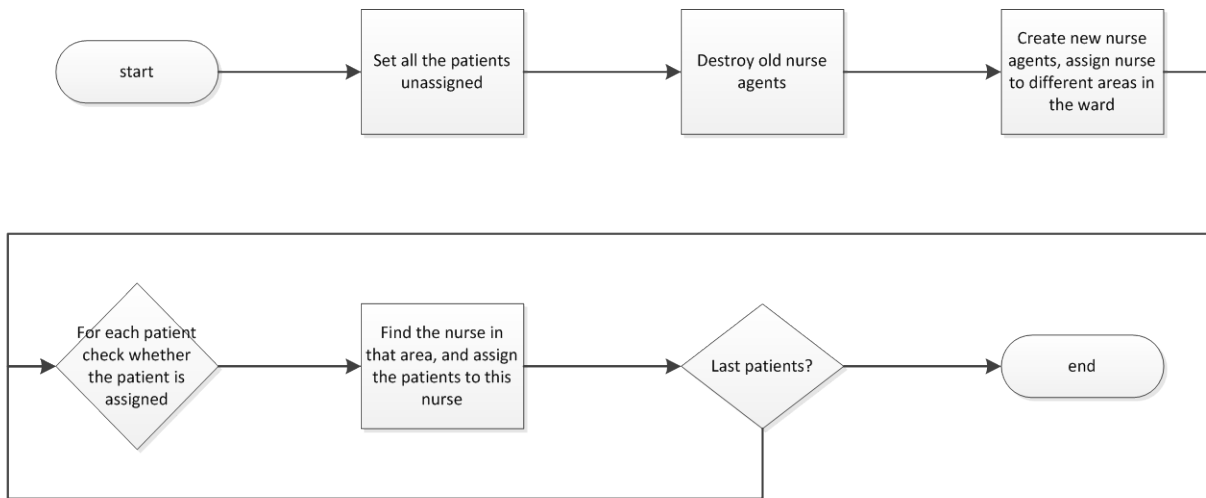 start
Set all the patients
unassigned
Destroy old nurse
agents
Create new nurse
agents, assign nurse
to different areas in
the ward
For each patient
check whether
the patient is
assigned
Find the nurse in
that area, and assign
the patients to this
nurse
Last patients?
end